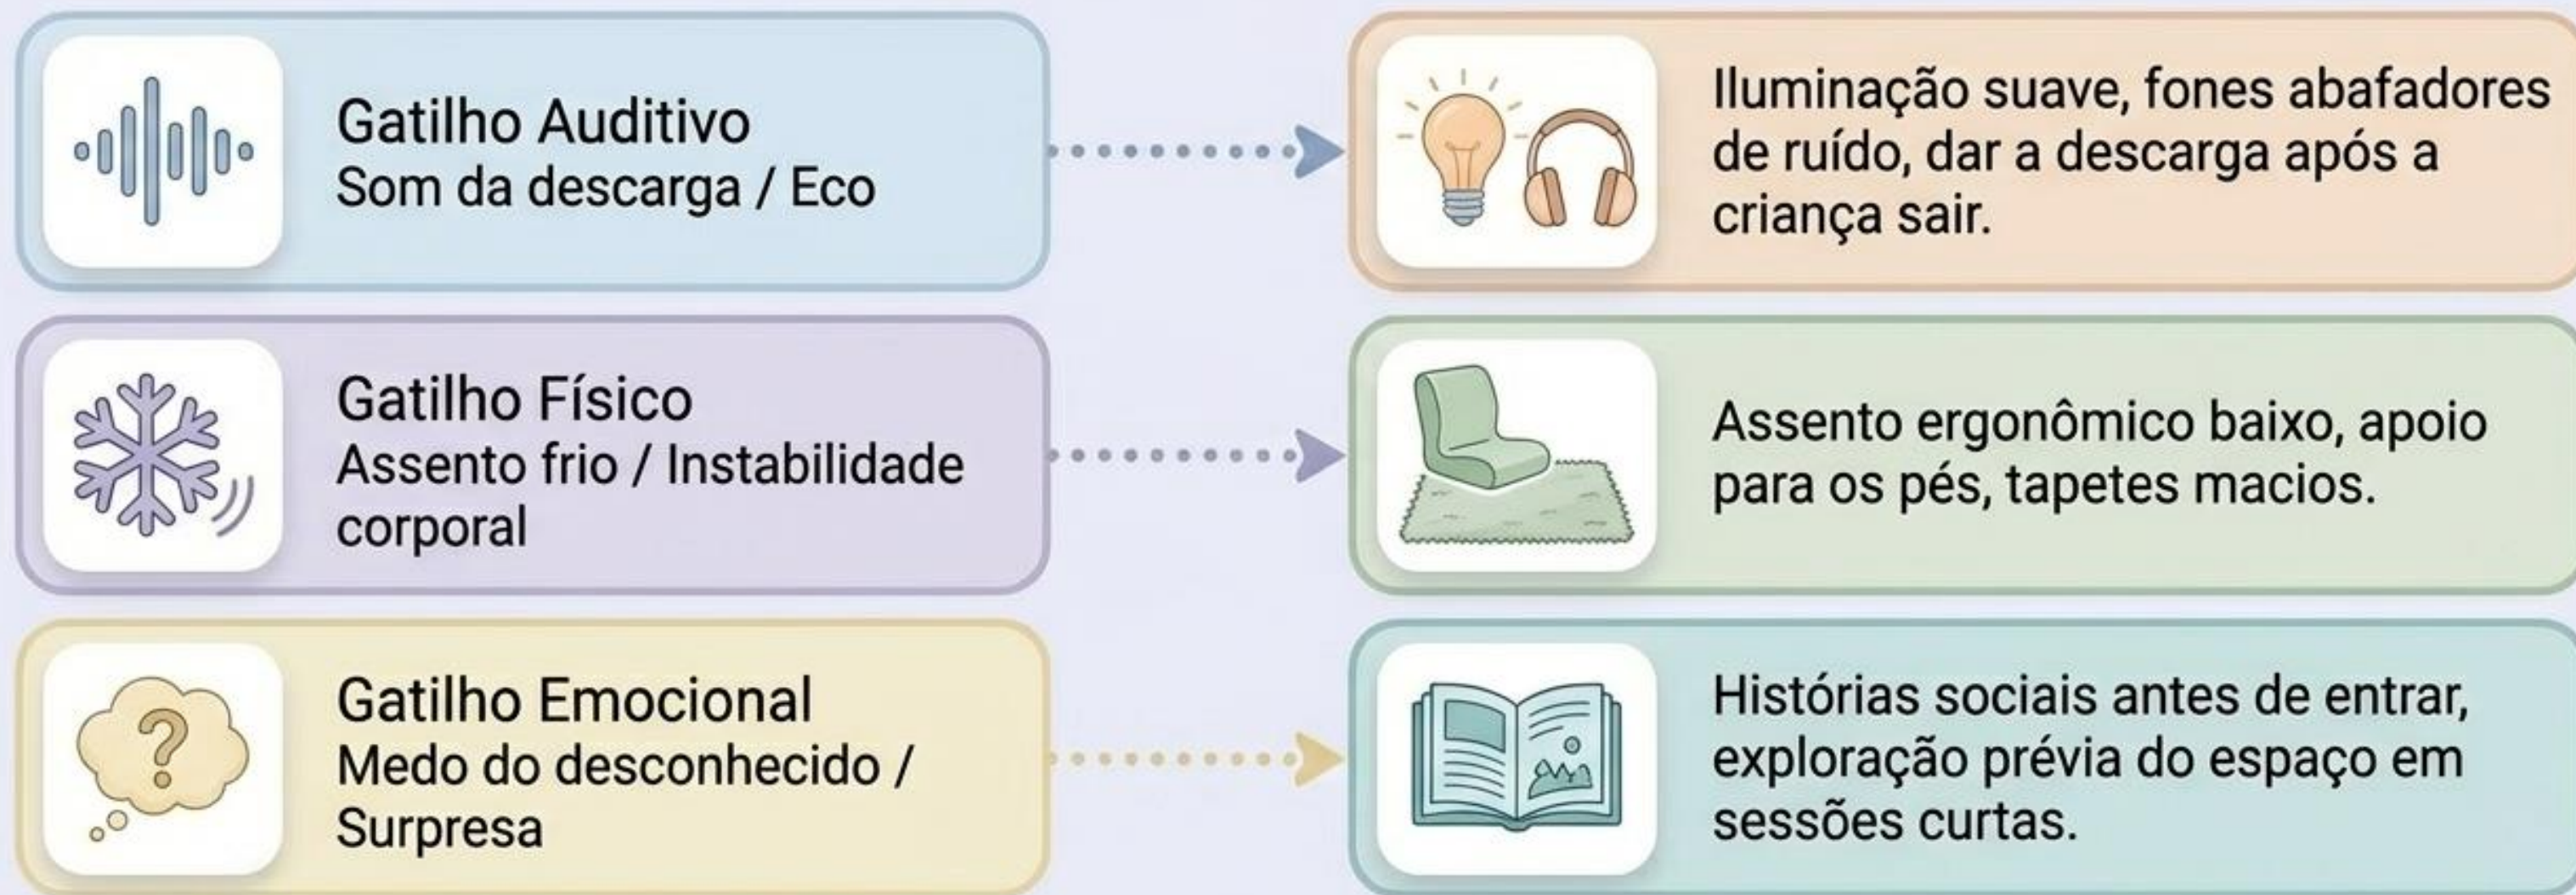 Gatilho Auditivo
Som da descarga / Eco
Iluminação suave, fones abafadores
de ruído, dar a descarga após a
criança sair.
Gatilho Físico
Assento frio / Instabilidade
corporal
Assento ergonômico baixo, apoio
para os pés, tapetes macios.
Gatilho Emocional
Medo do desconhecido /
Surpresa
Histórias sociais antes de entrar,
exploração prévia do espaço em
sessões curtas.